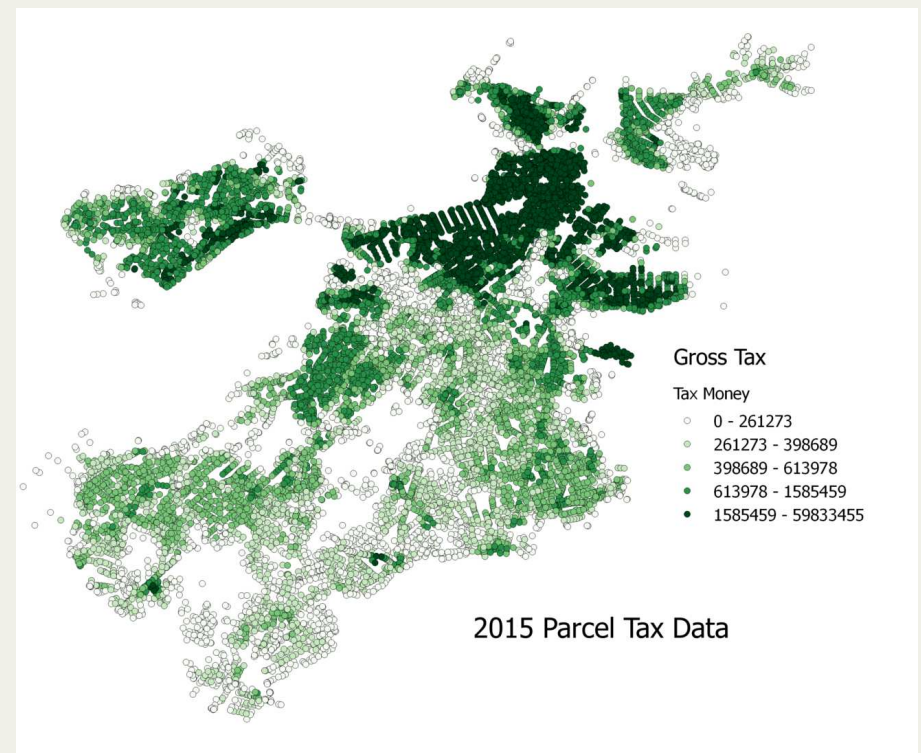 Gross Tax
Tax Money
0 - 261273
261273 - 398689
398689 - 613978
613978 - 1585459
1585459 - 59833455
2015 Parcel Tax Data